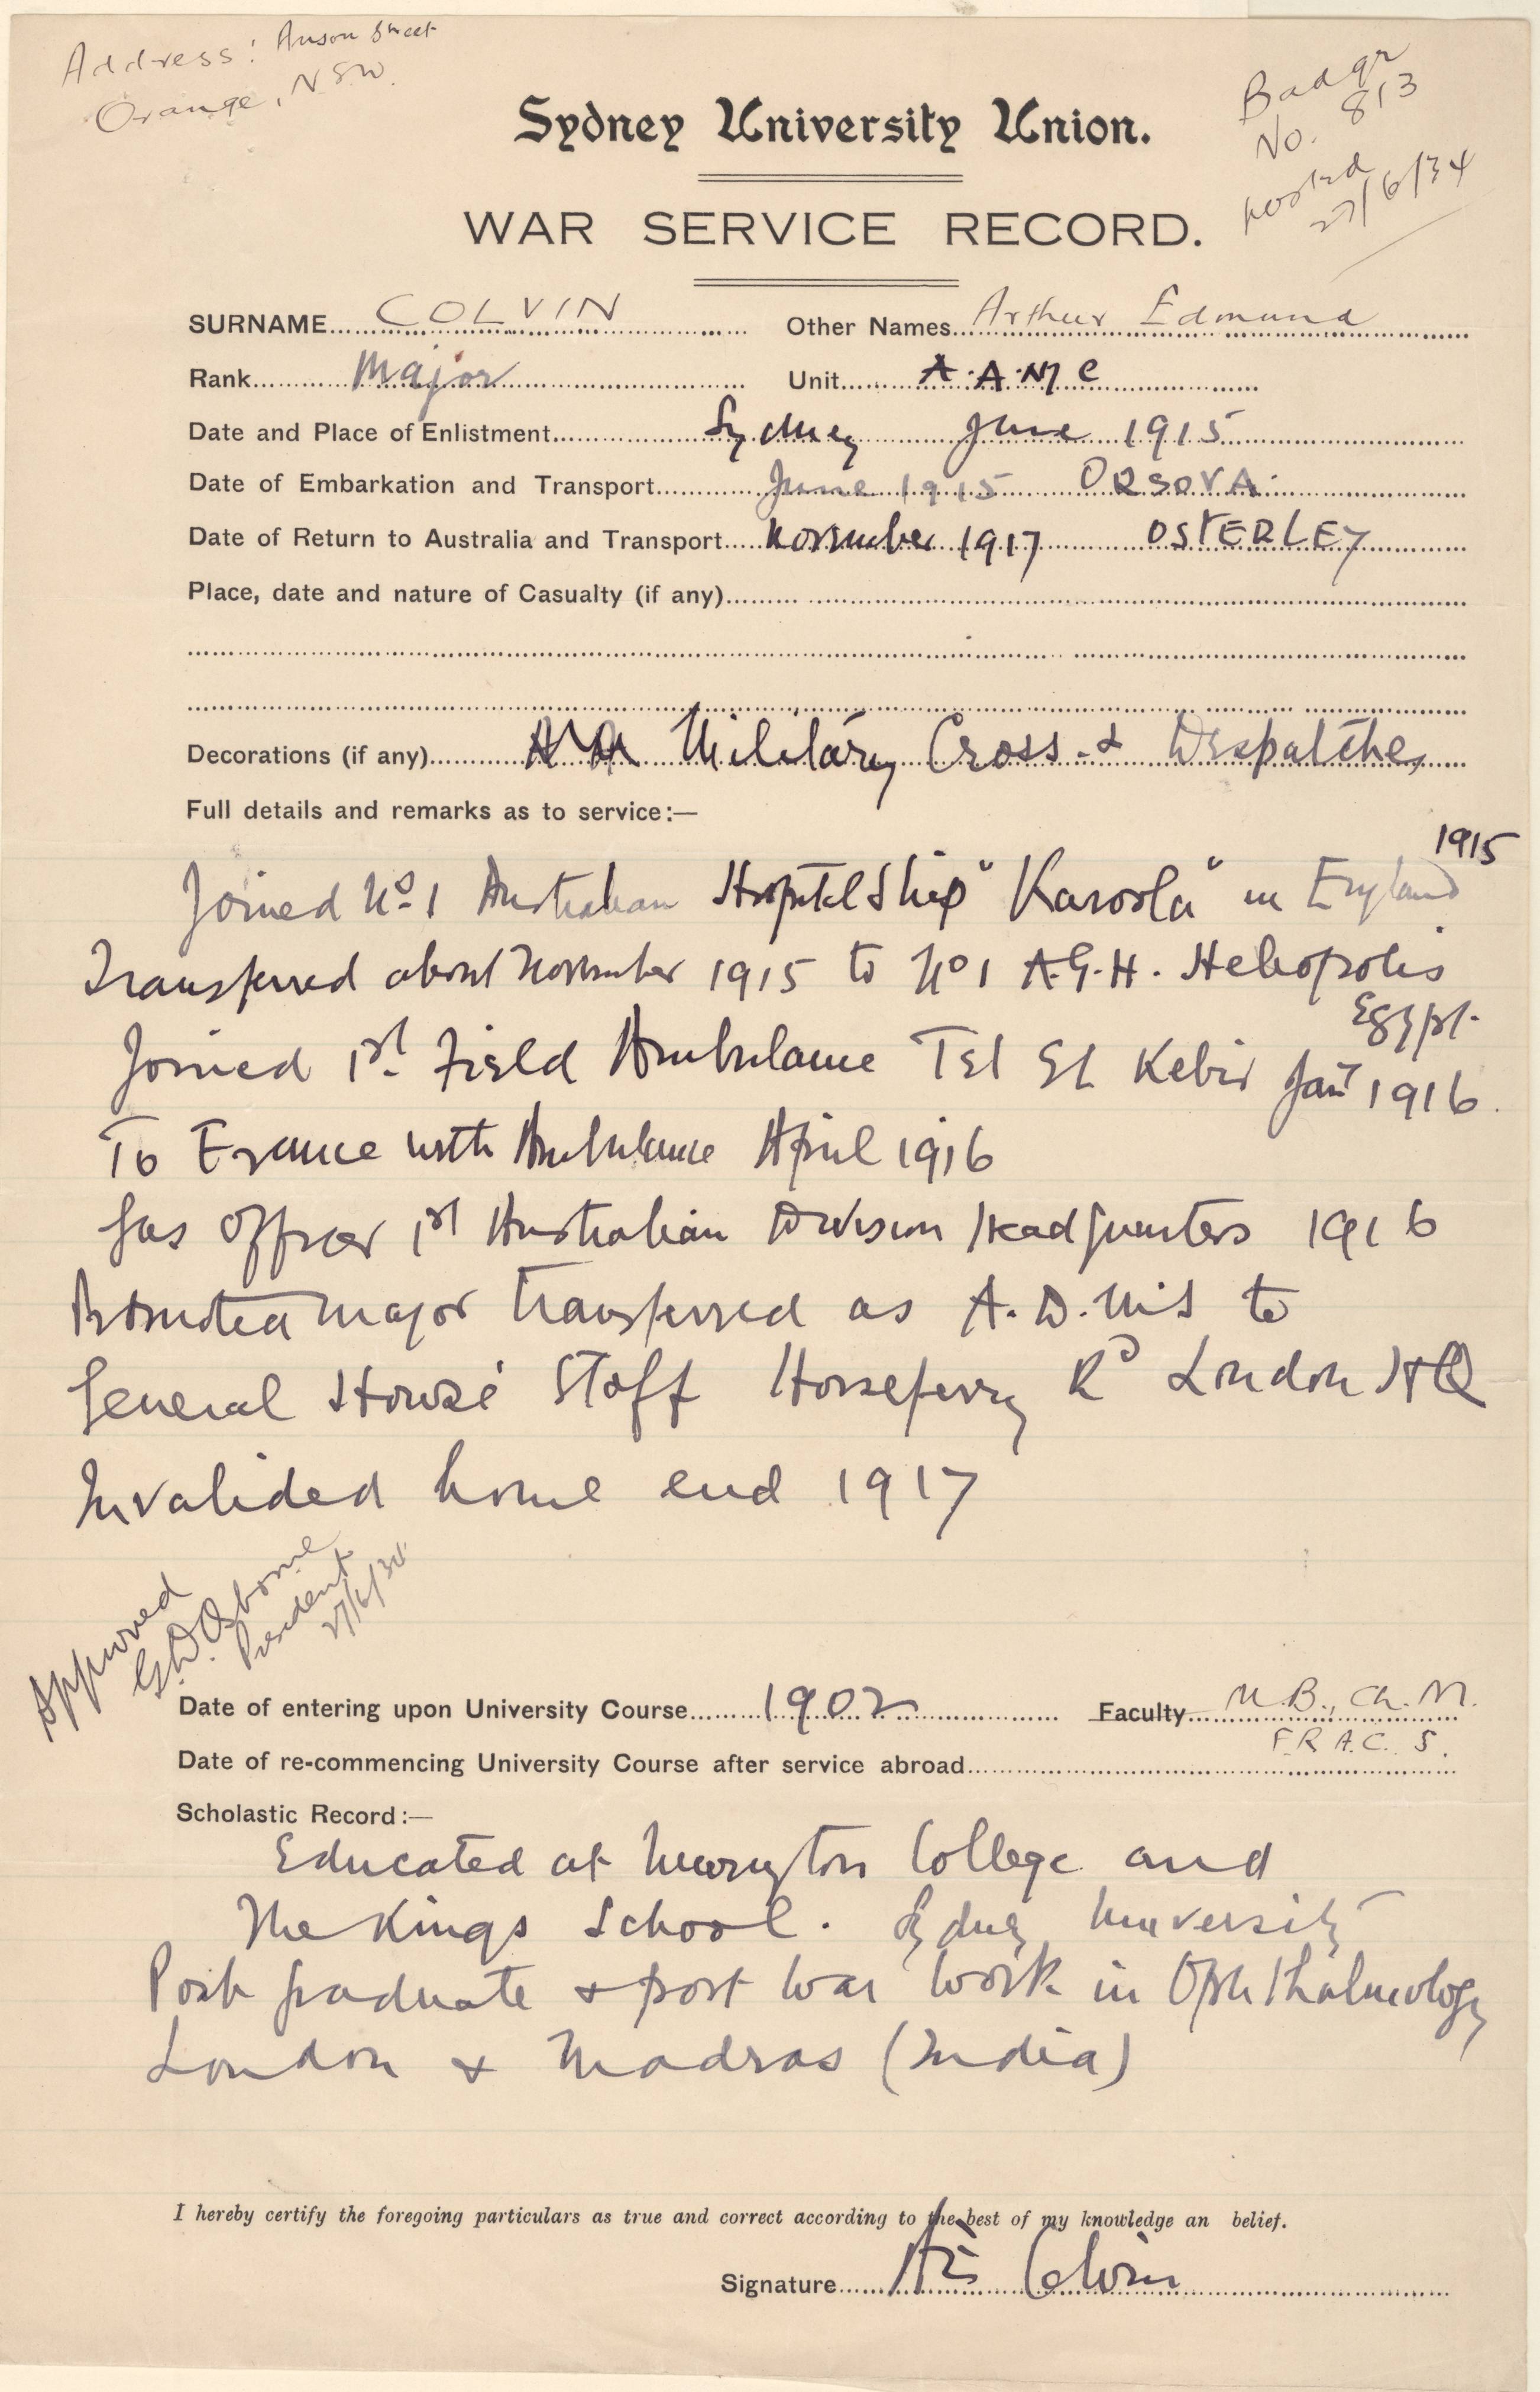 Address: Anson Street
Orange, N.S.W.
Badge
No. 813
posted
27/6/34
Sydney University Union.
WAR SERVICE RECORD.
SURNAME COLVIN Other Names Arthur Edmund
Rank Major Unit A.A.M.C
Date and Place of Enlistment Sydney June 1915
Date of Embarkation and Transport June 1915 ORSOVA.
Date of Return to Australia and Transport November 1917 OSTERLEY
Place, date and nature of Casualty (if any)
Decorations (if any) Military Cross & Despatches
Full details and remarks as to service:—
Joined No 1 Australian Hospital Ship "Karoola" in England 1915
Transferred about November 1915 to No 1 A.G.H. Heliopolis
Egypt.
Joined 1st Field Ambulance Tel El Kebir Jany 1916.
To France with Ambulance April 1916
Gas Officer 1st Australian Division Headquarters 1916
Promoted Major transferred as A.D.M.S to
General Howse' Staff Horseferry Rd London HQ
Invalided home end 1917
Approved
G.D. Osborne
President
27/6/34
Date of entering upon University Course 1902 Faculty M.B., Ch.M.
F.R.A.C.S.
Date of re-commencing University Course after service abroad
Scholastic Record:—
Educated at Newington College and
The Kings School. Sydney University
Post graduate & post war work in Ophthalmology
London & Madras (India)
I hereby certify the foregoing particulars as true and correct according to the best of my knowledge an belief.
Signature AE Colvin